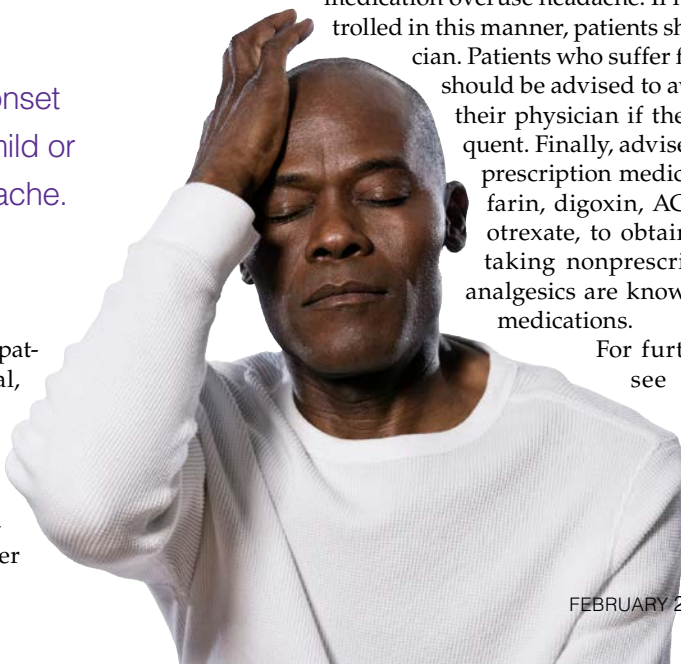 nset
ild or
ache.
pat-
al,
er
medication overuse headache. If
trolled in this manner, patients sh
cian. Patients who suffer f
should be advised to av
their physician if the
quent. Finally, advise
prescription medic
farin, digoxin, AC
otrexate, to obtain
taking nonprescri
analgesics are know
medications.
For furt
see
FEBRUARY 2